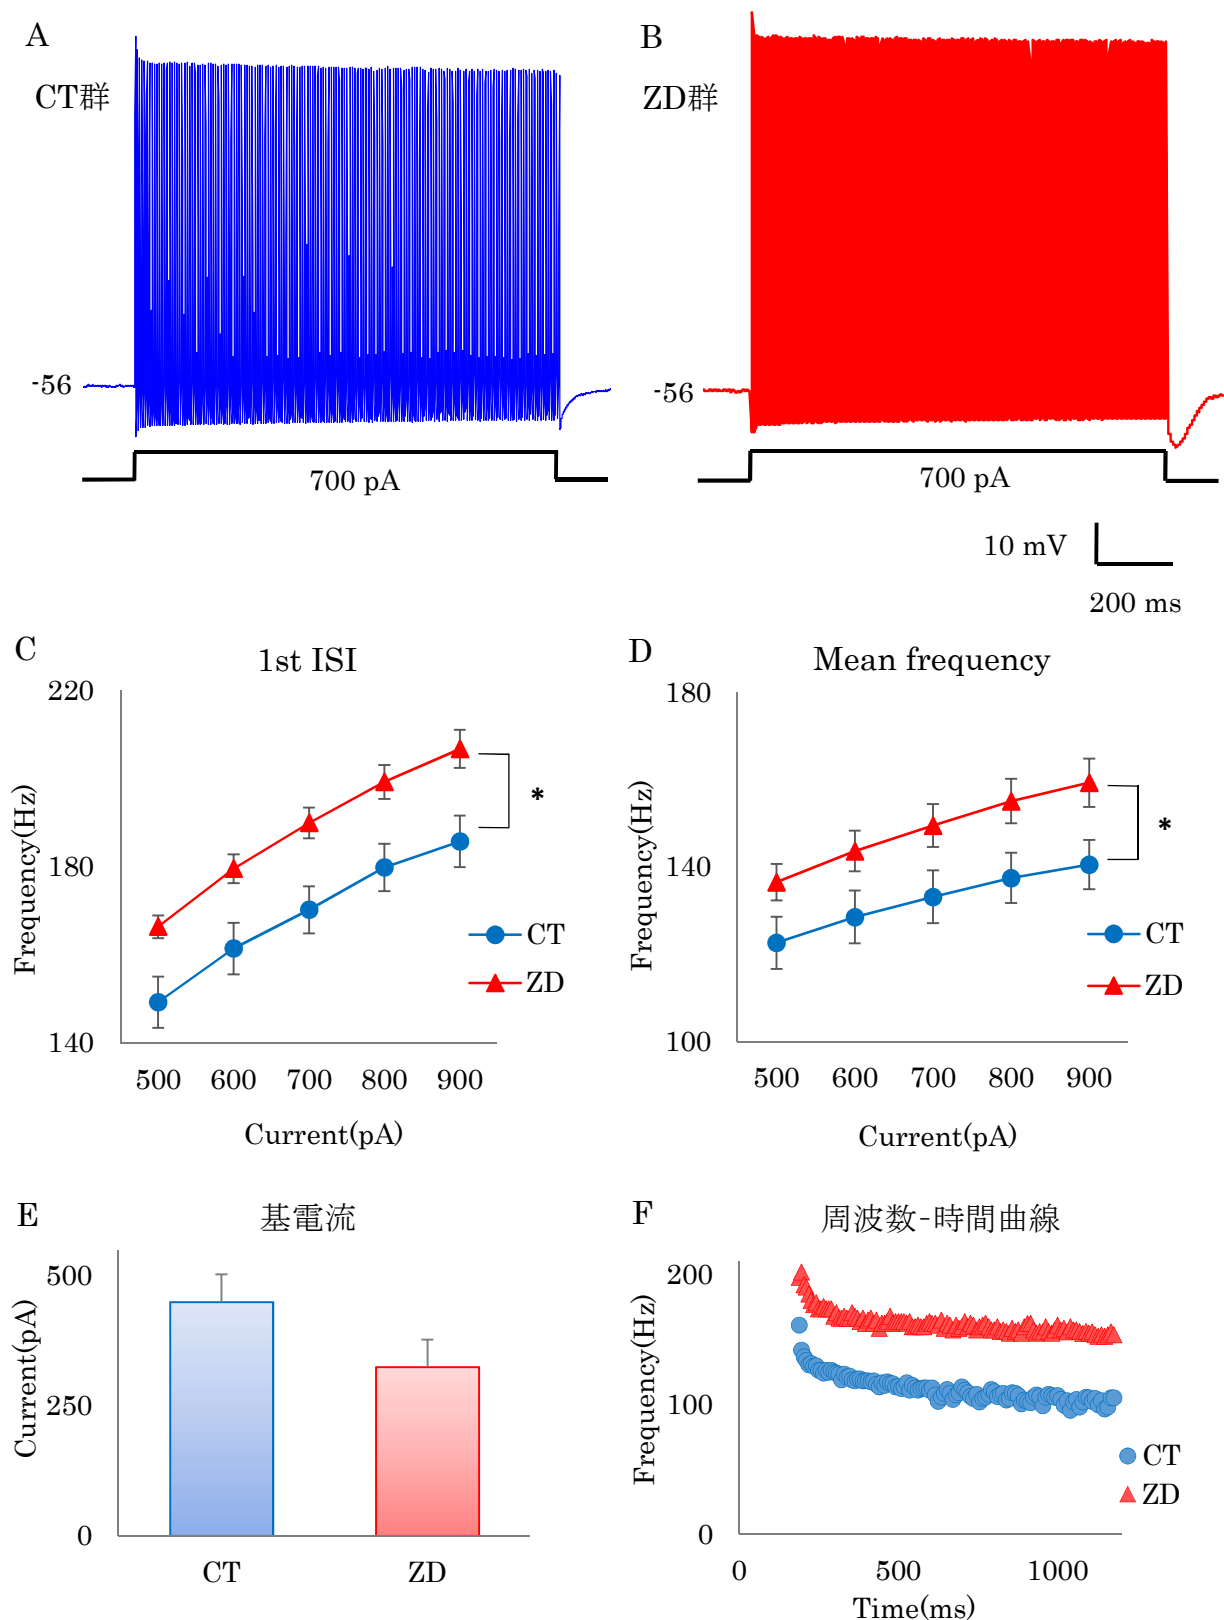 A
CT群
-56
700 pA
B
ZD群
-56
700 pA
10 mV
200 ms
C
1st ISI
220
180
140
Frequency(Hz)
*
CT
ZD
500 600 700 800 900
Current(pA)
D
Mean frequency
180
140
100
Frequency(Hz)
*
CT
ZD
500 600 700 800 900
Current(pA)
E
基電流
500
250
0
Current(pA)
CT ZD
F
周波数-時間曲線
200
100
0
Frequency(Hz)
CT
ZD
0 500 1000
Time(ms)